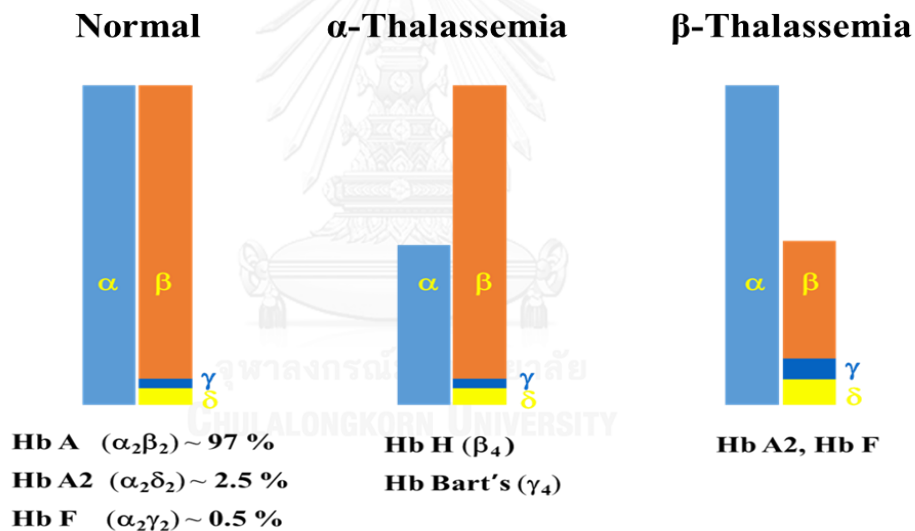 Normal
α-Thalassemia
β-Thalassemia
α
β
γ
δ
α
β
γ
δ
α
β
γ
δ
Hb A (α₂β₂) ~ 97 %
Hb A2 (α₂δ₂) ~ 2.5 %
Hb F (α₂γ₂) ~ 0.5 %
Hb H (β₄)
Hb Bart′s (γ₄)
Hb A2, Hb F
CHULALONGKORN UNIVERSITY